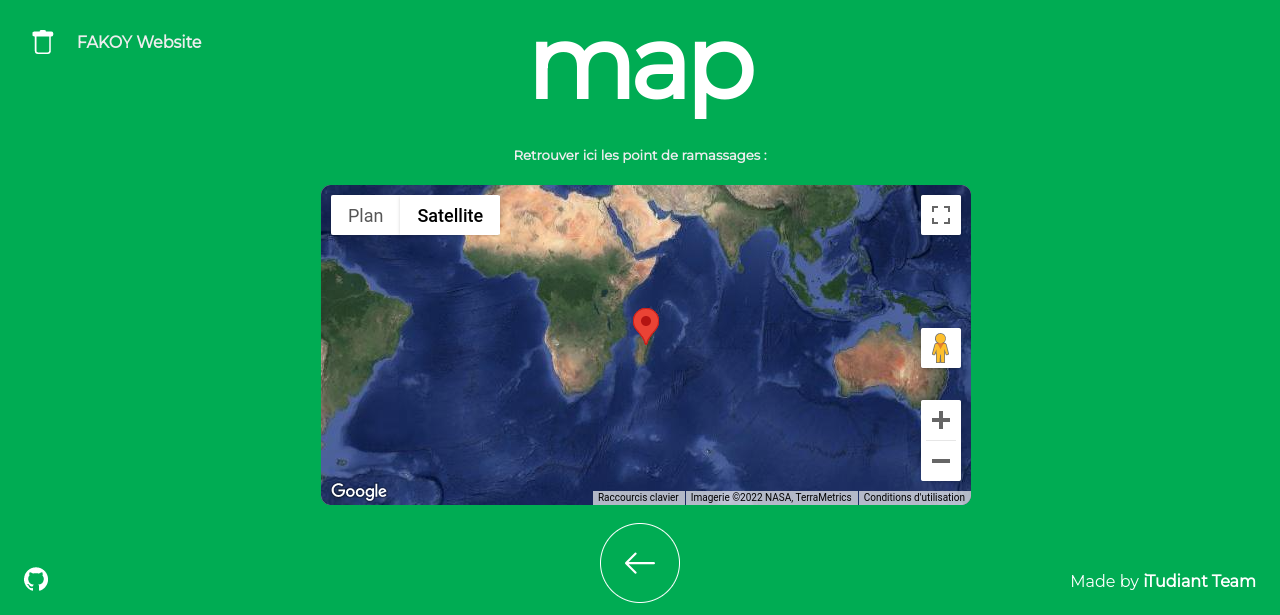 FAKOY Website
map
Retrouver ici les point de ramassages :
Plan
Satellite
Google
Raccourcis clavier
Imagerie ©2022 NASA, TerraMetrics
Conditions d'utilisation
Made by iTudiant Team